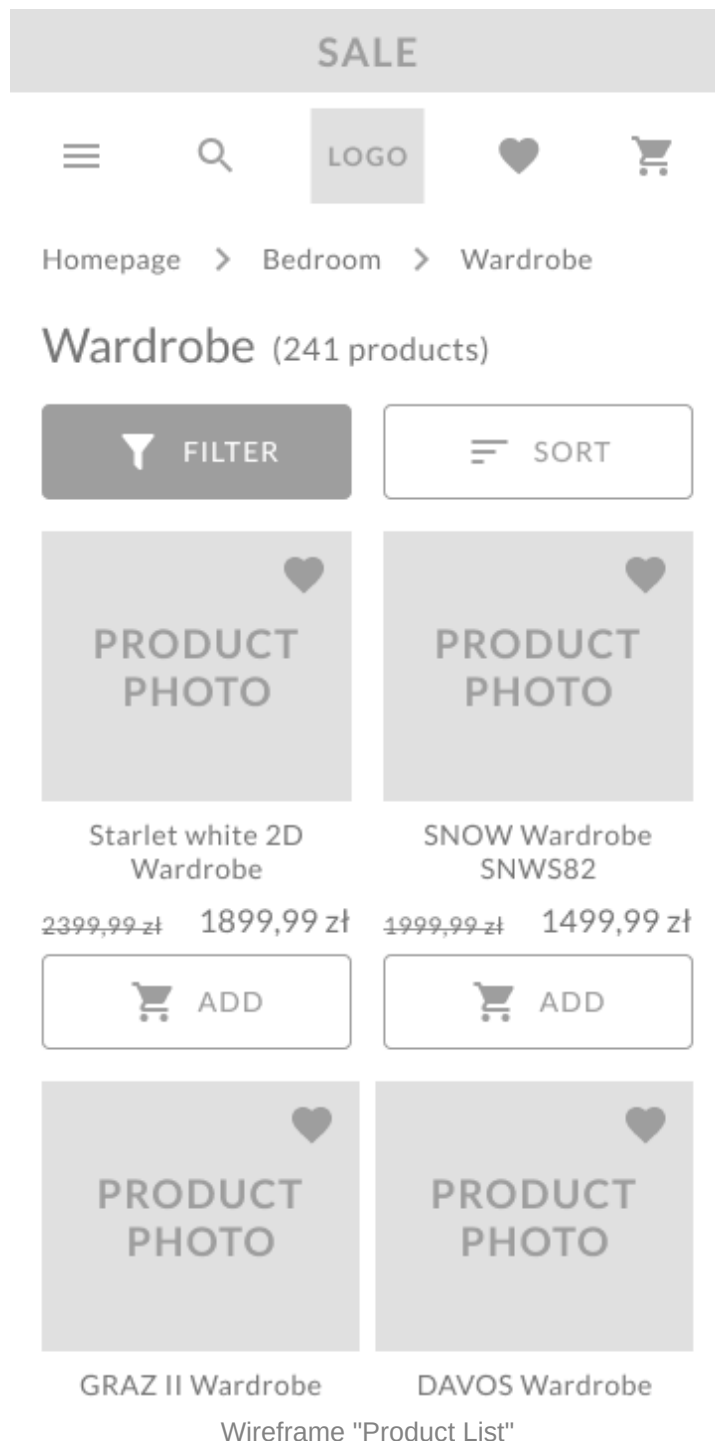 SALE
LOGO
Homepage > Bedroom > Wardrobe
Wardrobe (241 products)
FILTER SORT
PRODUCT PHOTO
PRODUCT PHOTO
Starlet white 2D
Wardrobe
SNOW Wardrobe
SNWS82
2399,99 zł 1899,99 zł
1999,99 zł 1499,99 zł
ADD
ADD
PRODUCT PHOTO
PRODUCT PHOTO
GRAZ II Wardrobe
DAVOS Wardrobe
Wireframe "Product List"